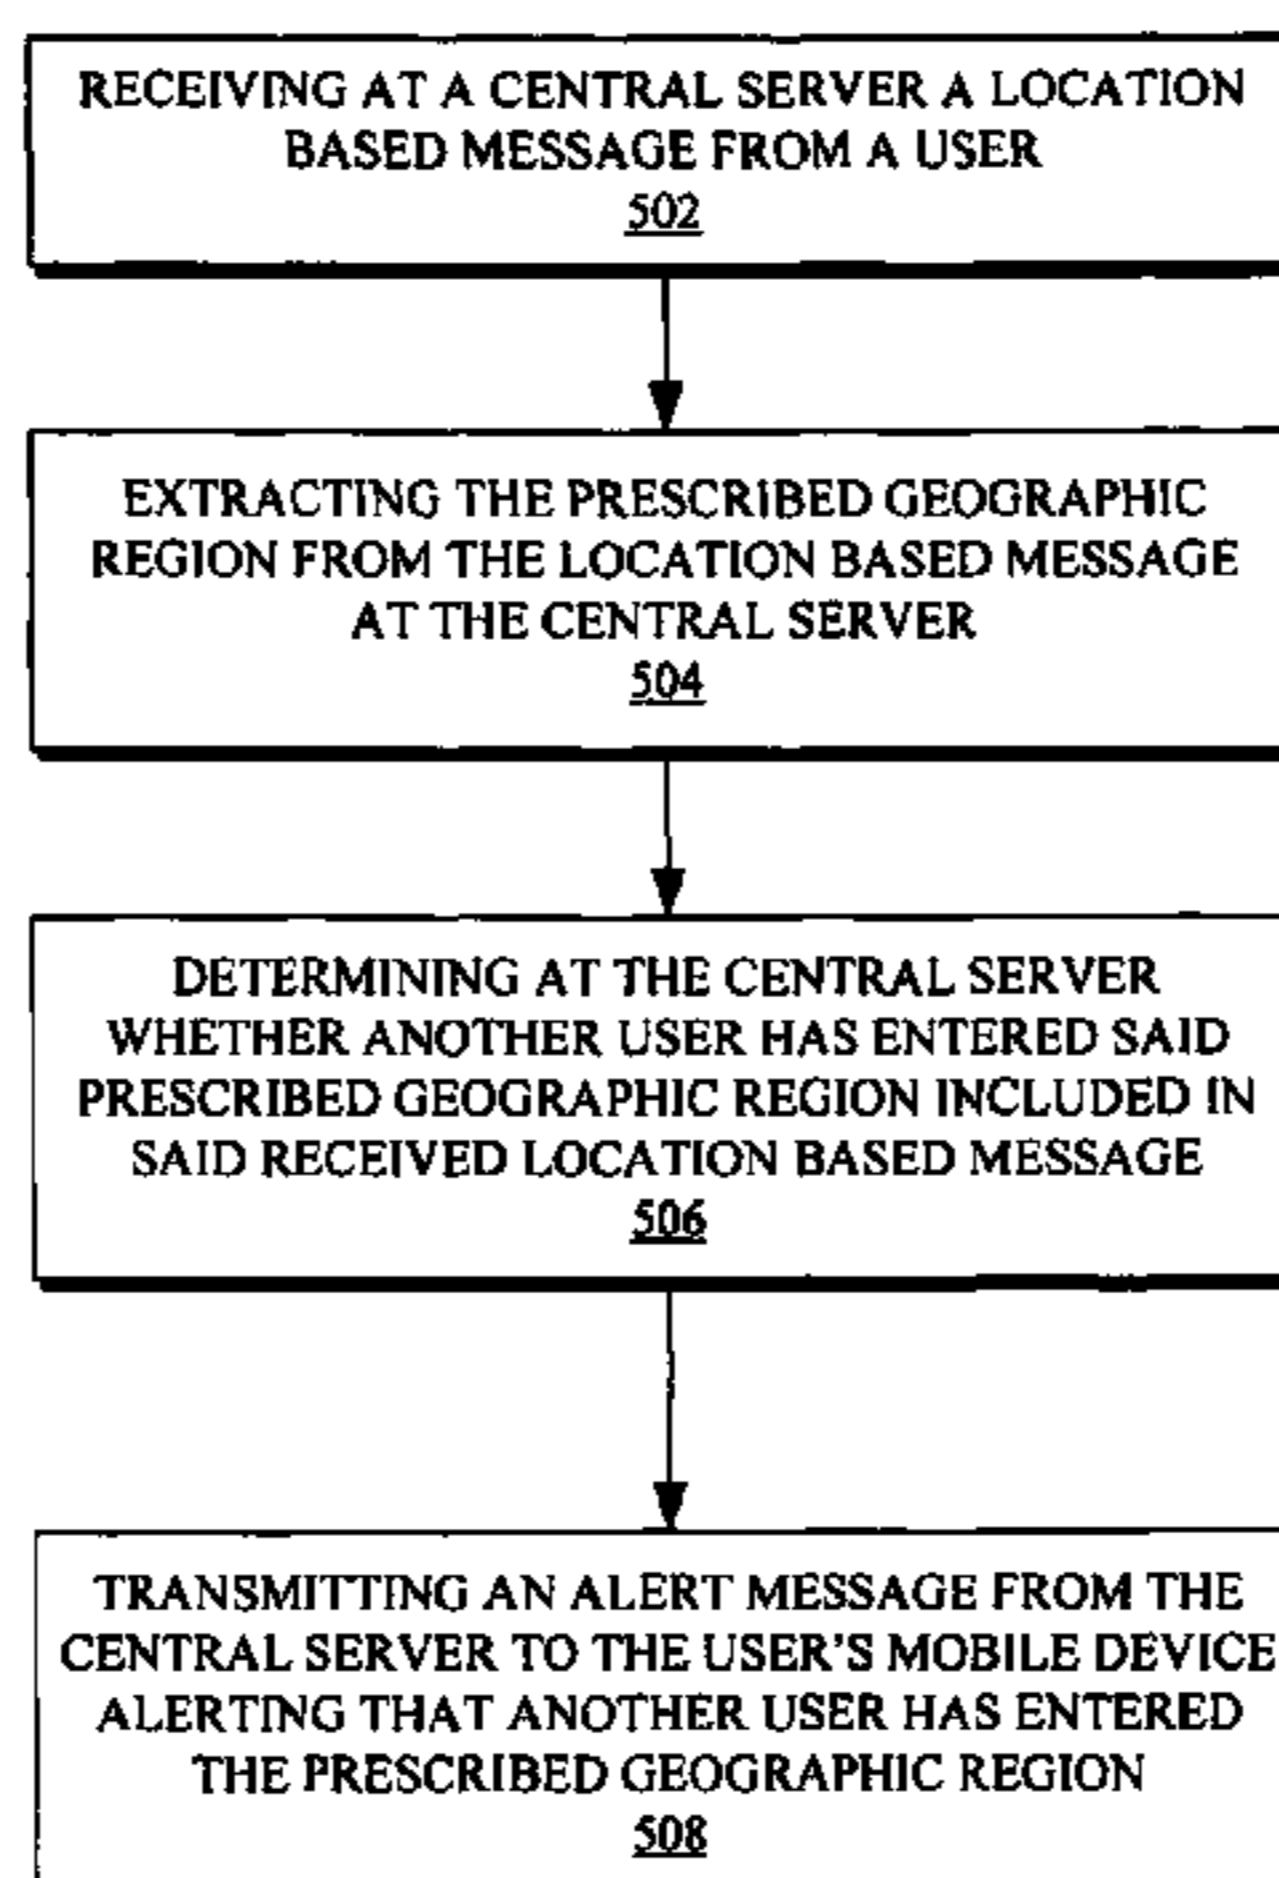 RECEIVING AT A CENTRAL SERVER A LOCATION
BASED MESSAGE FROM A USER
502
EXTRACTING THE PRESCRIBED GEOGRAPHIC
REGION FROM THE LOCATION BASED MESSAGE
AT THE CENTRAL SERVER
504
DETERMINING AT THE CENTRAL SERVER
WHETHER ANOTHER USER HAS ENTERED SAID
PRESCRIBED GEOGRAPHIC REGION INCLUDED IN
SAID RECEIVED LOCATION BASED MESSAGE
506
TRANSMITTING AN ALERT MESSAGE FROM THE
CENTRAL SERVER TO THE USER'S MOBILE DEVICE
ALERTING THAT ANOTHER USER HAS ENTERED
THE PRESCRIBED GEOGRAPHIC REGION
508